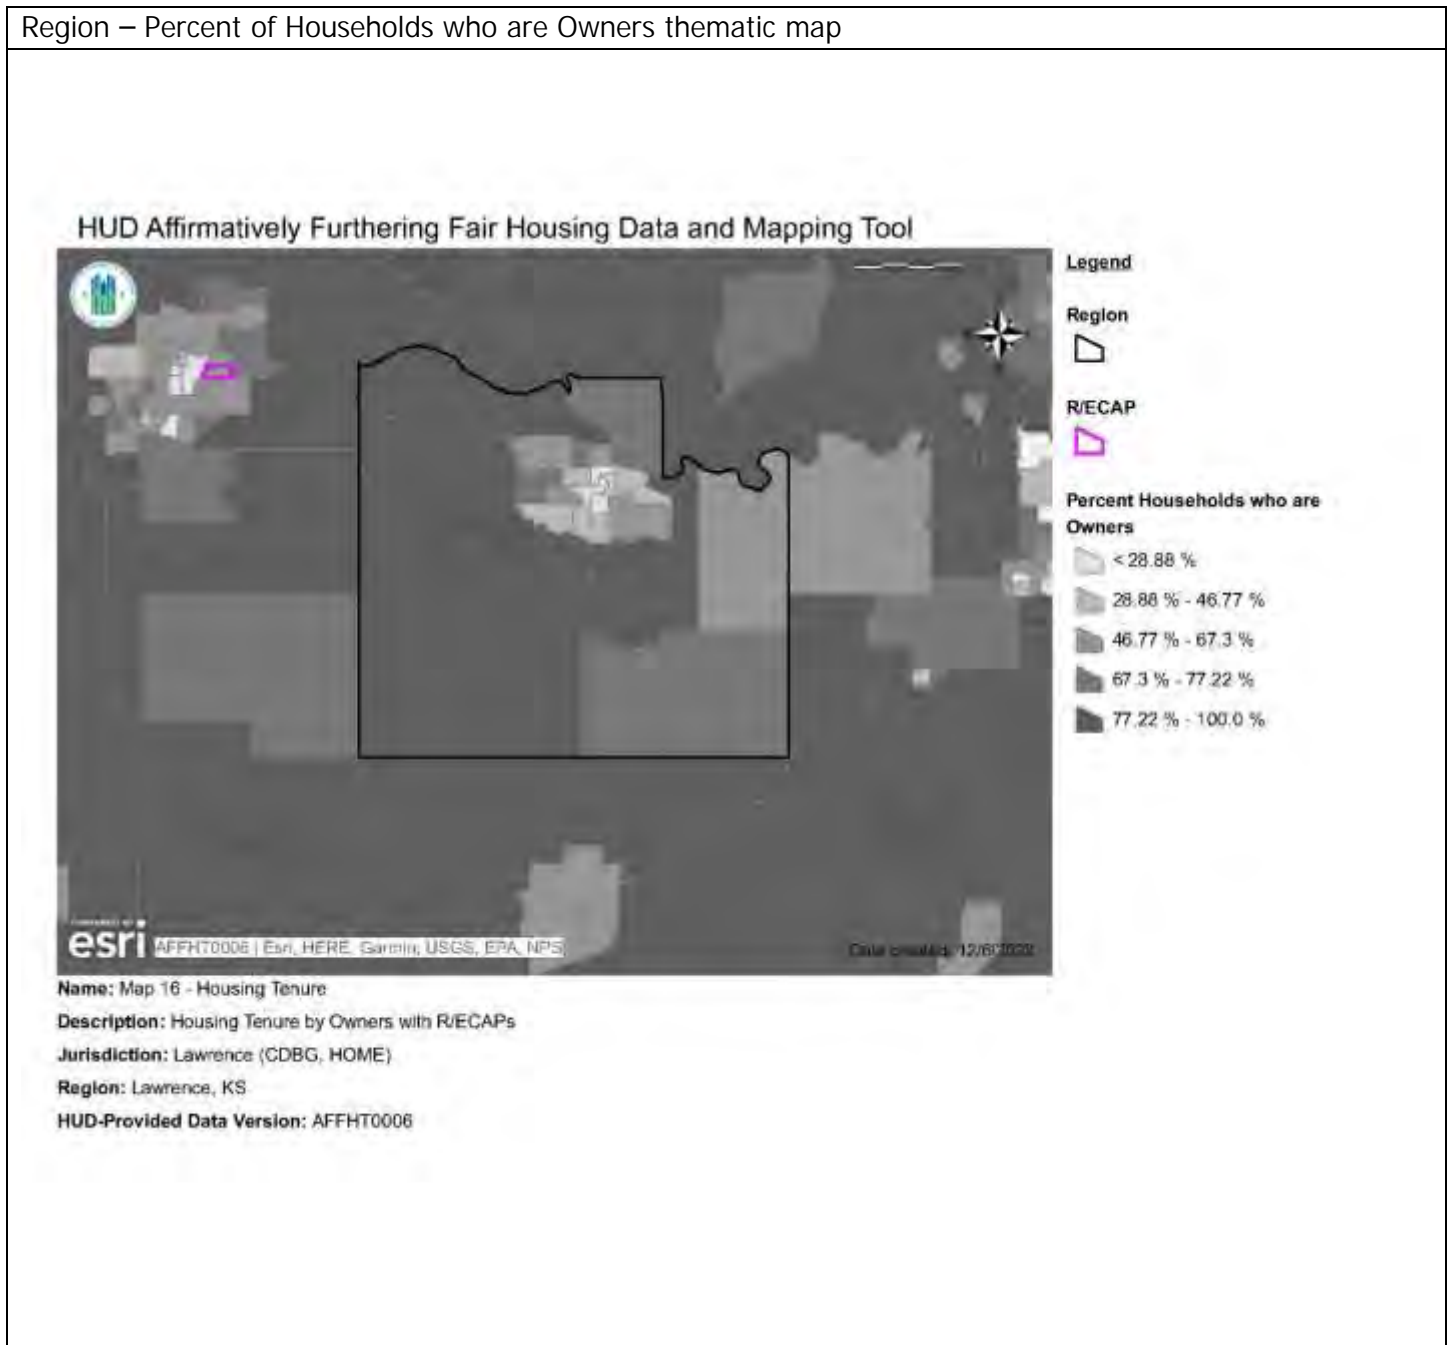 Region – Percent of Households who are Owners thematic map
HUD Affirmatively Furthering Fair Housing Data and Mapping Tool
Legend
Region
R/ECAP
Percent Households who are
Owners
< 28.88 %
28.88 % - 46.77 %
46.77 % - 67.3 %
67.3 % - 77.22 %
77.22 % - 100.0 %
POWERED BY
esri
AFFHT0006 | Esri, HERE, Garmin, USGS, EPA, NPS
Date created: 
Name: Map 16 - Housing Tenure
Description: Housing Tenure by Owners with R/ECAPs
Jurisdiction: Lawrence (CDBG, HOME)
Region: Lawrence, KS
HUD-Provided Data Version: AFFHT0006